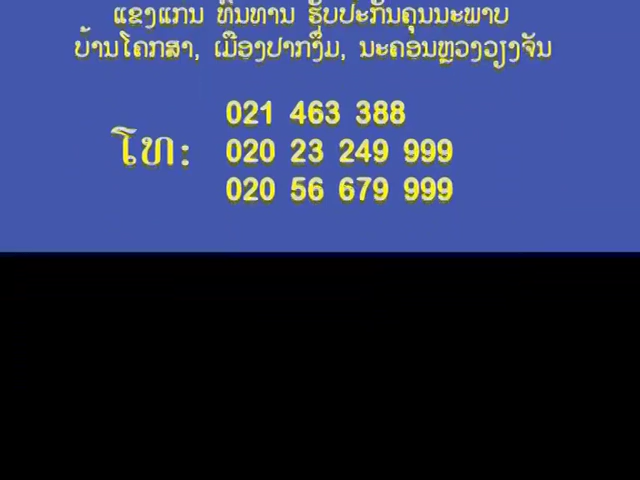 ແຂງແກນ ທົນທານ ຮັບປະກັນຄຸນນະພາບ
ບ້ານໂຄກສາ, ເມືອງປາກງື່ມ, ນະຄອນຫຼວງວຽງຈັນ
ໂທ:
021 463 388
020 23 249 999
020 56 679 999